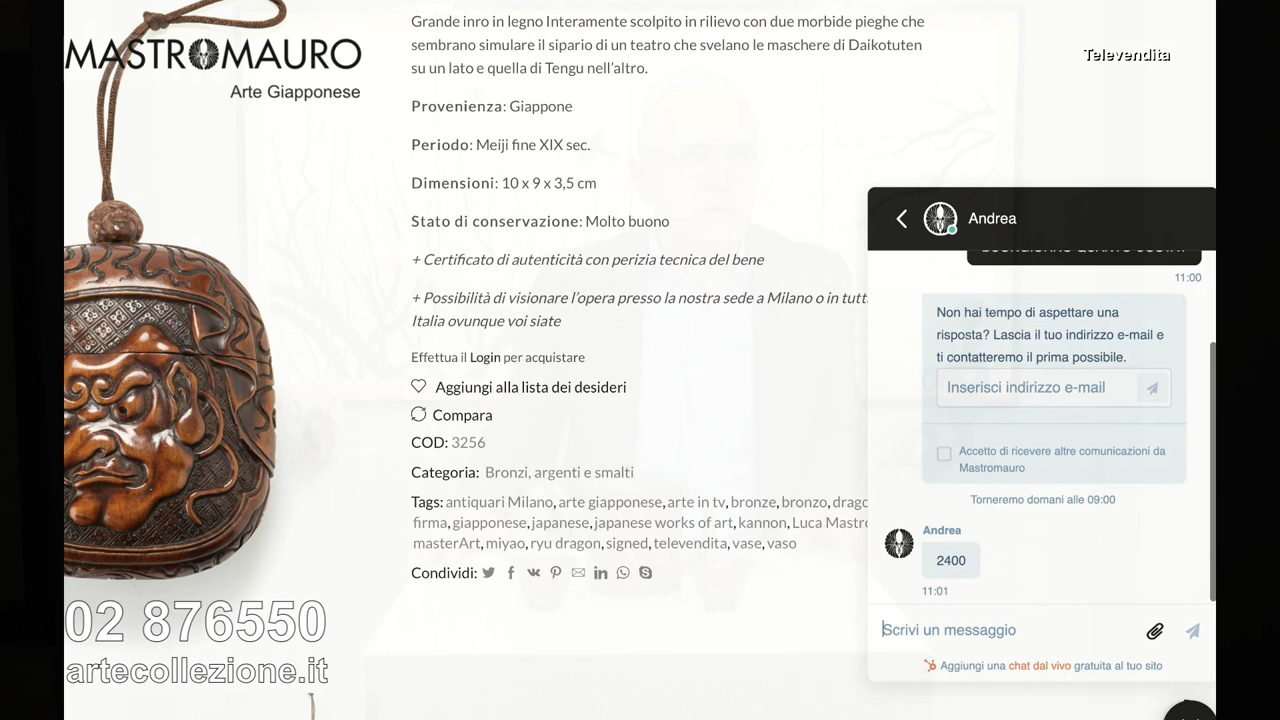 MASTROMAURO
Arte Giapponese
Televendita
Grande inro in legno Interamente scolpito in rilievo con due morbide pieghe che
sembrano simulare il sipario di un teatro che svelano le maschere di Daikotuten
su un lato e quella di Tengu nell'altro.
Provenienza: Giappone
Periodo: Meiji fine XIX sec.
Dimensioni: 10 x 9 x 3,5 cm
Stato di conservazione: Molto buono
+ Certificato di autenticità con perizia tecnica del bene
+ Possibilità di visionare l'opera presso la nostra sede a Milano o in
Italia ovunque voi siate
Effettua il Login per acquistare
Aggiungi alla lista dei desideri
Compara
COD: 3256
Categoria: Bronzi, argenti e smalti
Tags: antiquari Milano, arte giapponese, arte in tv, bronze, bronzo,
firma, giapponese, japanese, japanese works of art, kannon, Luca
masterArt, miyao, ryu dragon, signed, televendita, vase, vaso
Condividi:
02 876550
artecollezione.it
Andrea
11:00
Non hai tempo di aspettare una
risposta? Lascia il tuo indirizzo e-mail e
ti contatteremo il prima possibile.
Inserisci indirizzo e-mail
Accetto di ricevere altre comunicazioni da
Mastromauro
Torneremo domani alle 09:00
Andrea
2400
11:01
Scrivi un messaggio
Aggiungi una chat dal vivo gratuita al tuo sito